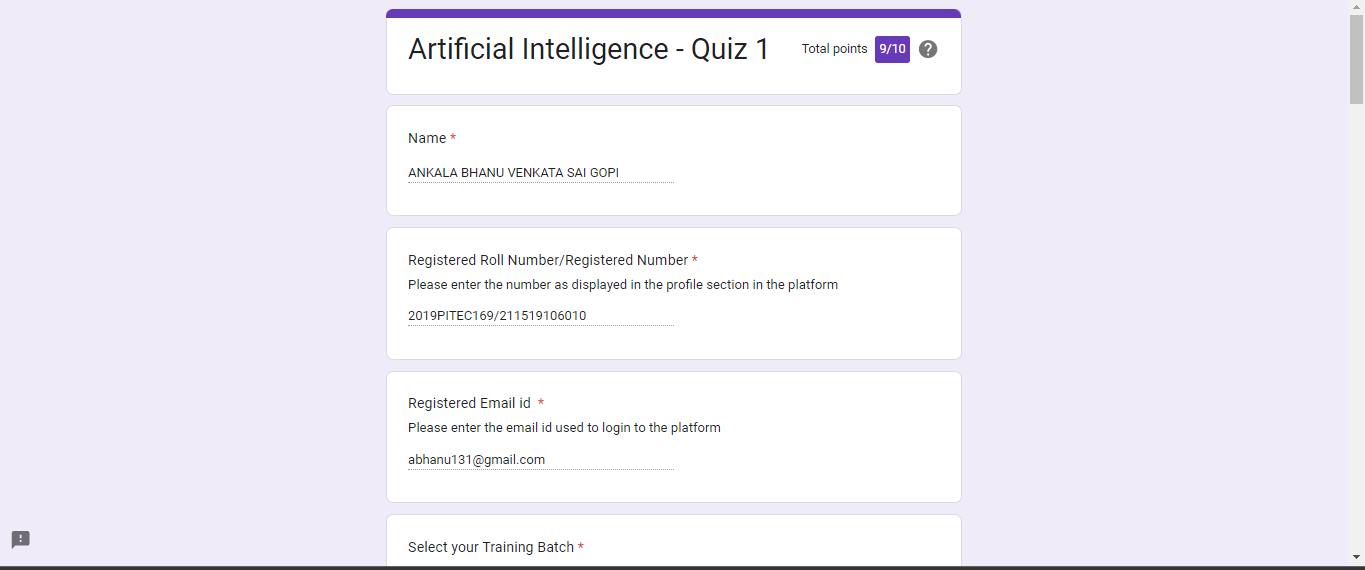 Artificial Intelligence - Quiz 1
Total points 9/10
Name *
ANKALA BHANU VENKATA SAI GOPI
Registered Roll Number/Registered Number *
Please enter the number as displayed in the profile section in the platform
2019PITEC169/211519106010
Registered Email id *
Please enter the email id used to login to the platform
abhanu131@gmail.com
Select your Training Batch *